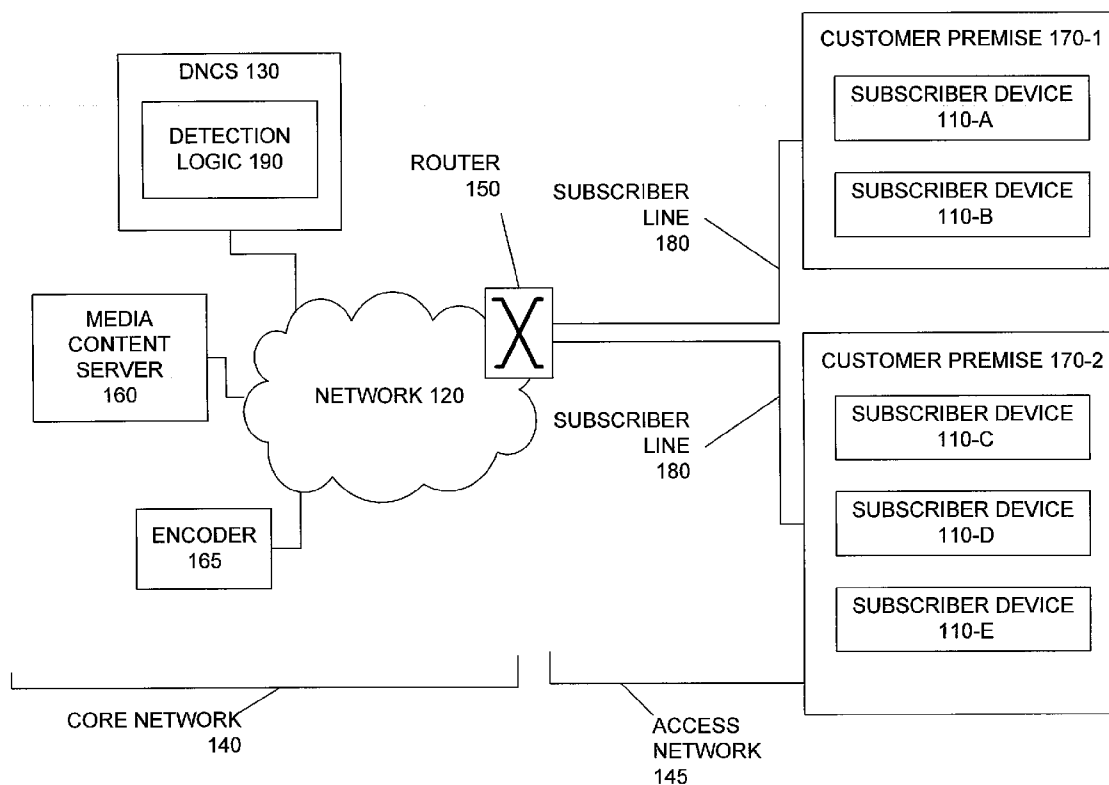 DNCS 130
DETECTION
LOGIC 190
MEDIA
CONTENT
SERVER
160
ENCODER
165
NETWORK 120
ROUTER
150
SUBSCRIBER
LINE
180
SUBSCRIBER
LINE
180
CUSTOMER PREMISE 170-1
SUBSCRIBER DEVICE
110-A
SUBSCRIBER DEVICE
110-B
CUSTOMER PREMISE 170-2
SUBSCRIBER DEVICE
110-C
SUBSCRIBER DEVICE
110-D
SUBSCRIBER DEVICE
110-E
CORE NETWORK
140
ACCESS
NETWORK
145